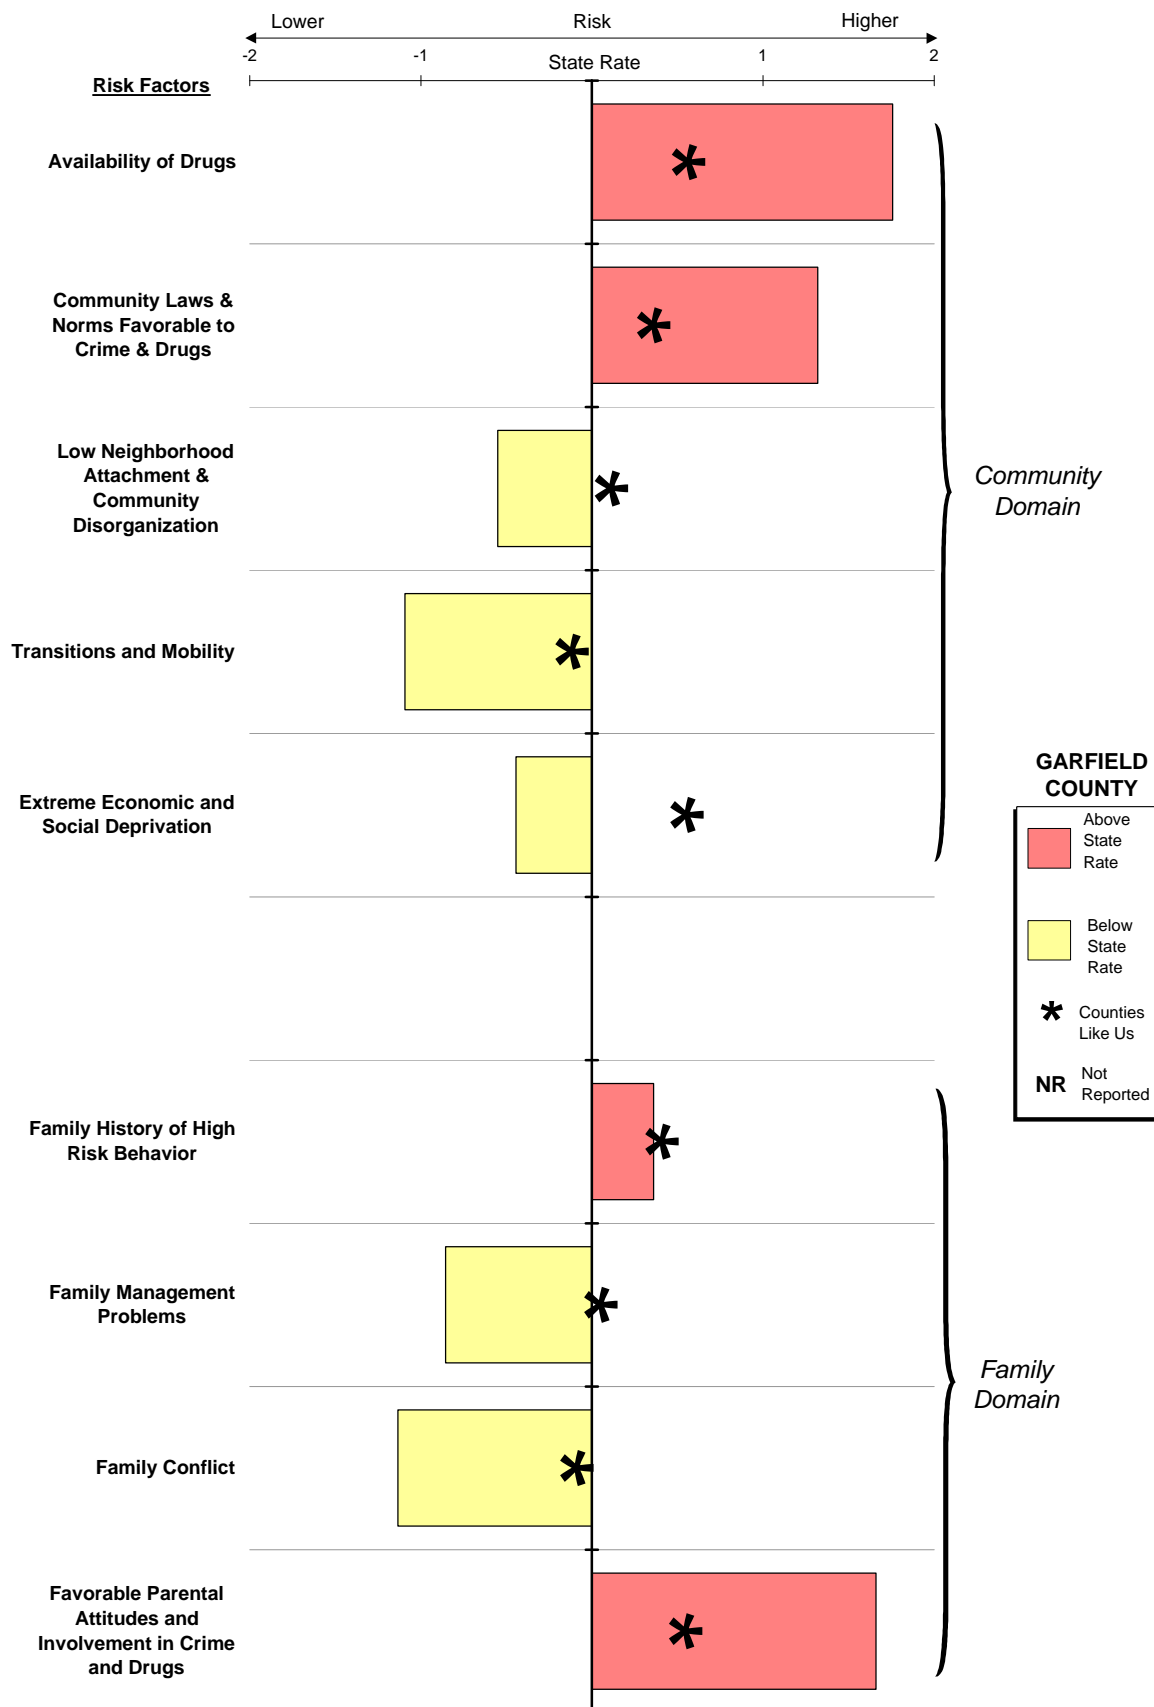 Lower Risk Higher
-2 -1 1 2
State Rate
Risk Factors
Availability of Drugs
Community Laws &
Norms Favorable to
Crime & Drugs
Low Neighborhood
Attachment &
Community
Disorganization
Community
Domain
Transitions and Mobility
Extreme Economic and
Social Deprivation
GARFIELD
COUNTY
Above
State
Rate
Below
State
Rate
* Counties
Like Us
NR Not
Reported
Family History of High
Risk Behavior
Family Management
Problems
Family
Domain
Family Conflict
Favorable Parental
Attitudes and
Involvement in Crime
and Drugs